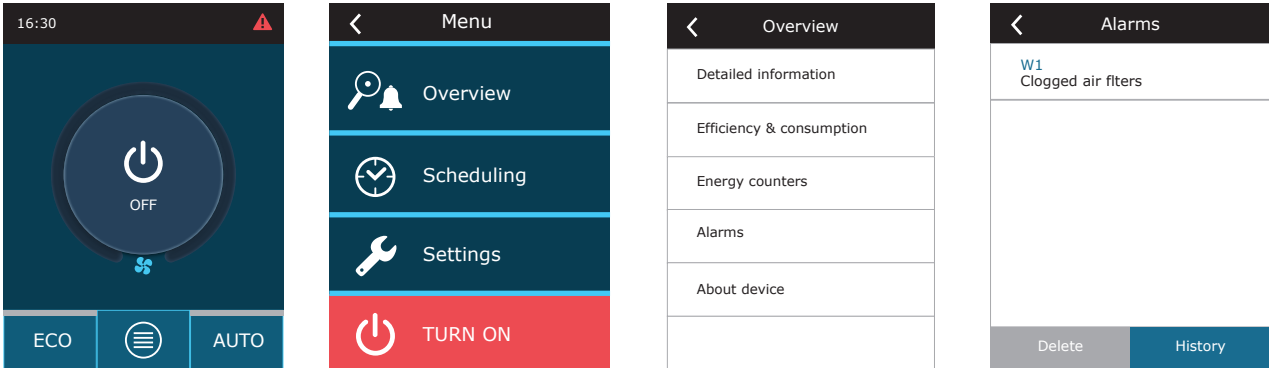 16:30
OFF
ECO
AUTO
Menu
Overview
Scheduling
Settings
TURN ON
Overview
Detailed information
Efficiency & consumption
Energy counters
Alarms
About device
Alarms
W1
Clogged air flters
Delete
History